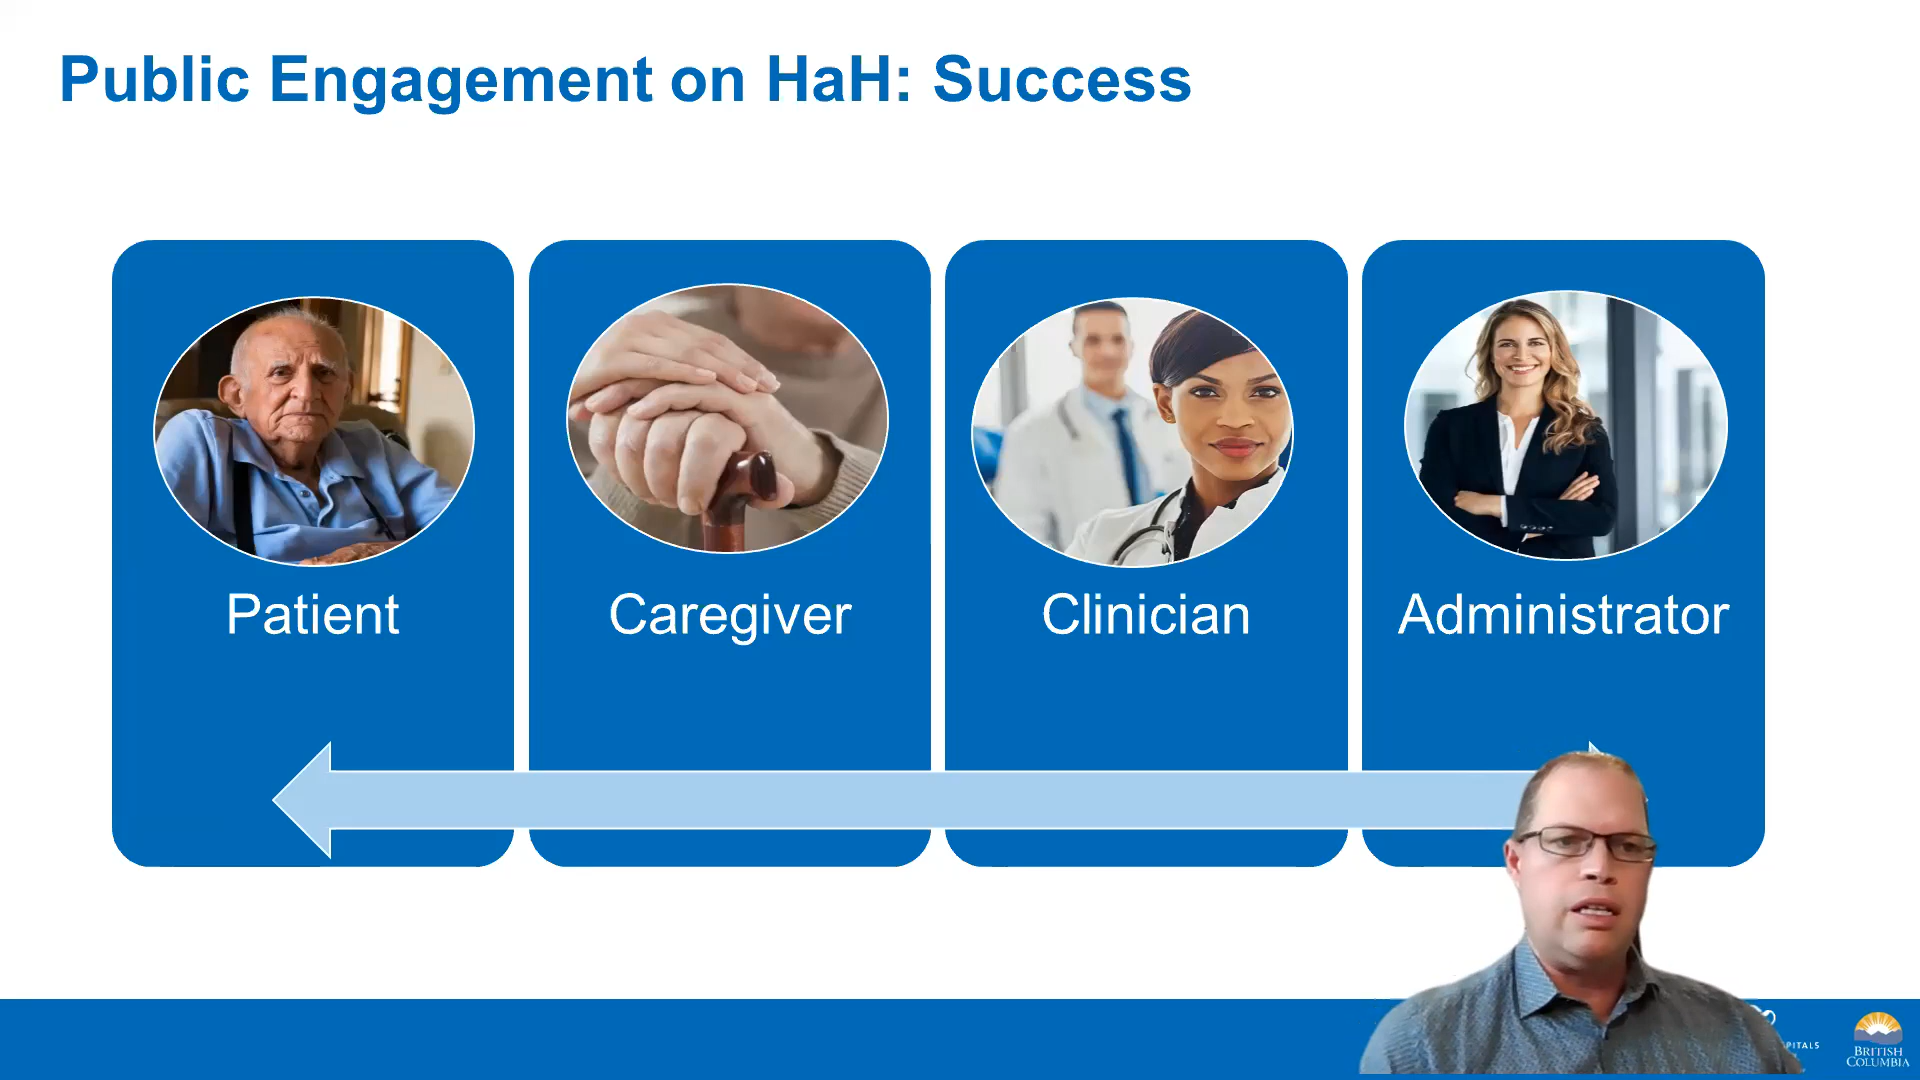 Public Engagement on HaH: Success
Patient
Caregiver
Clinician
Administrator
BRITISH
COLUMBIA